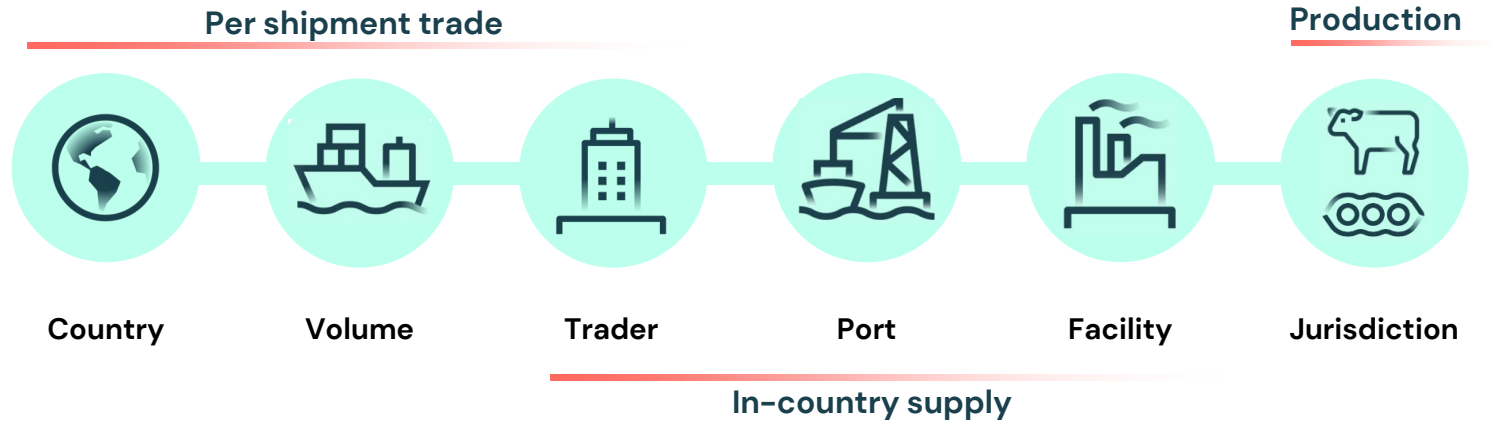 Per shipment trade
Production
Country
Volume
Trader
Port
Facility
Jurisdiction
In-country supply